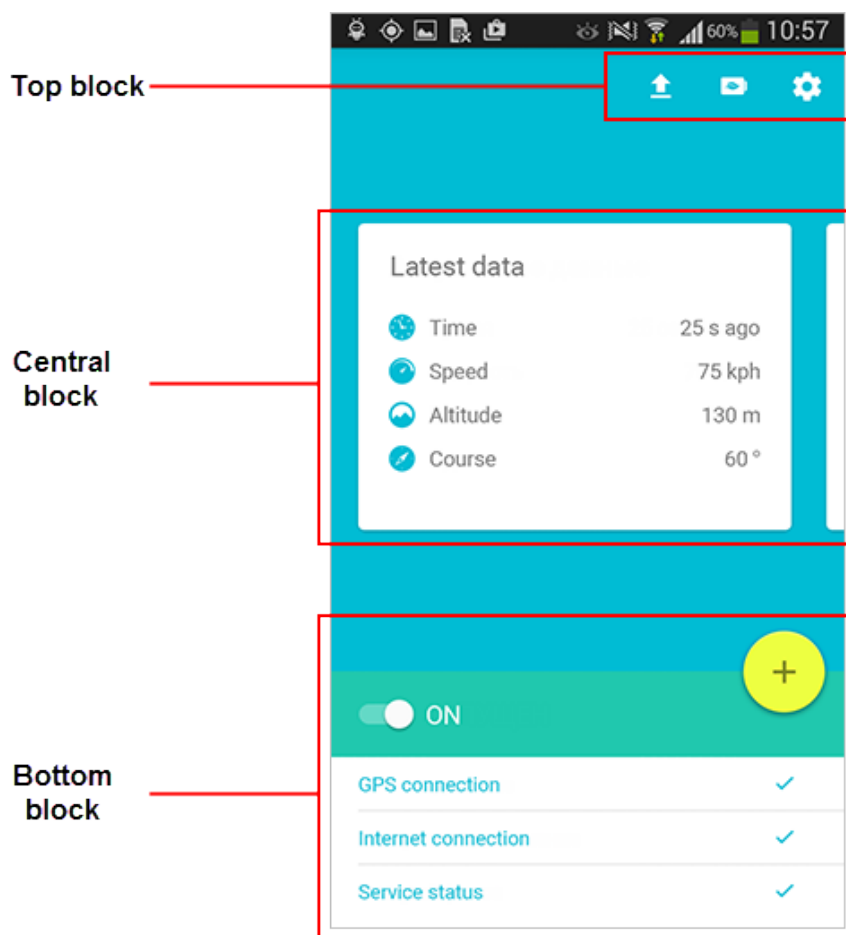 60% 10:57
Top block
Latest data
Time 25 s ago
Speed 75 kph
Altitude 130 m
Course 60 °
Central
block
+
ON
Bottom
block
GPS connection
Internet connection
Service status